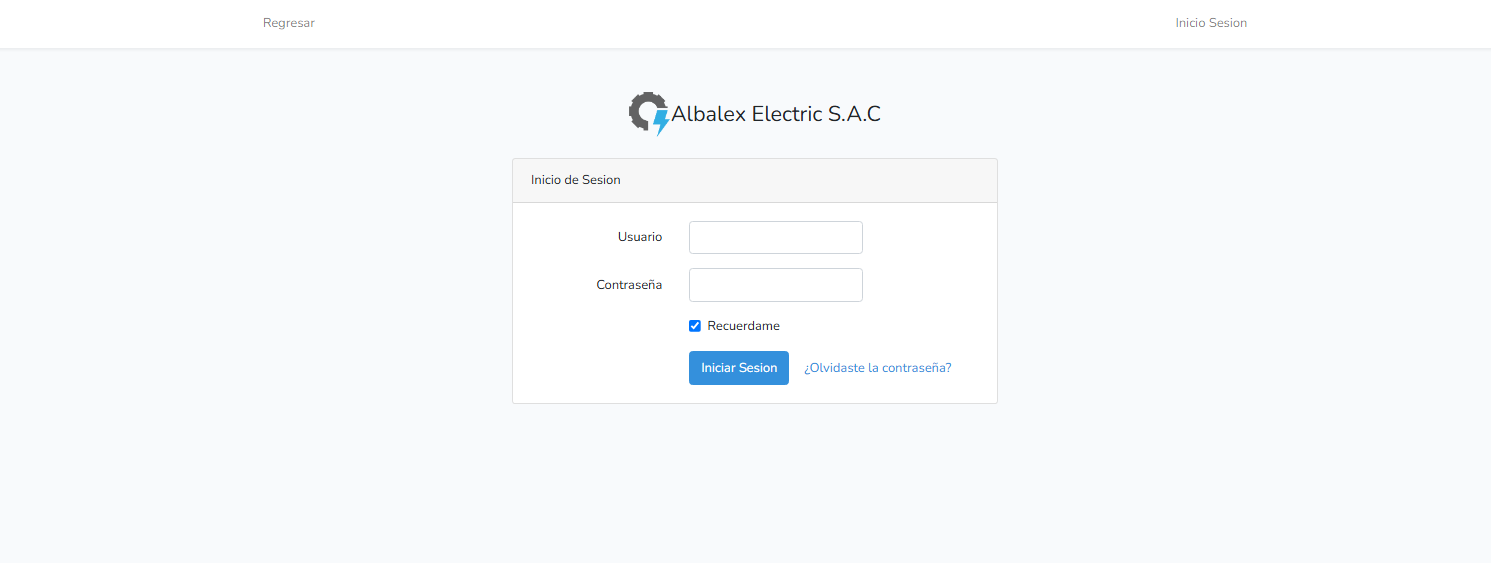 Regresar
Inicio Sesion
Albalex Electric S.A.C
Inicio de Sesion
Usuario
Contraseña
Recuerdame
Iniciar Sesion
¿Olvidaste la contraseña?